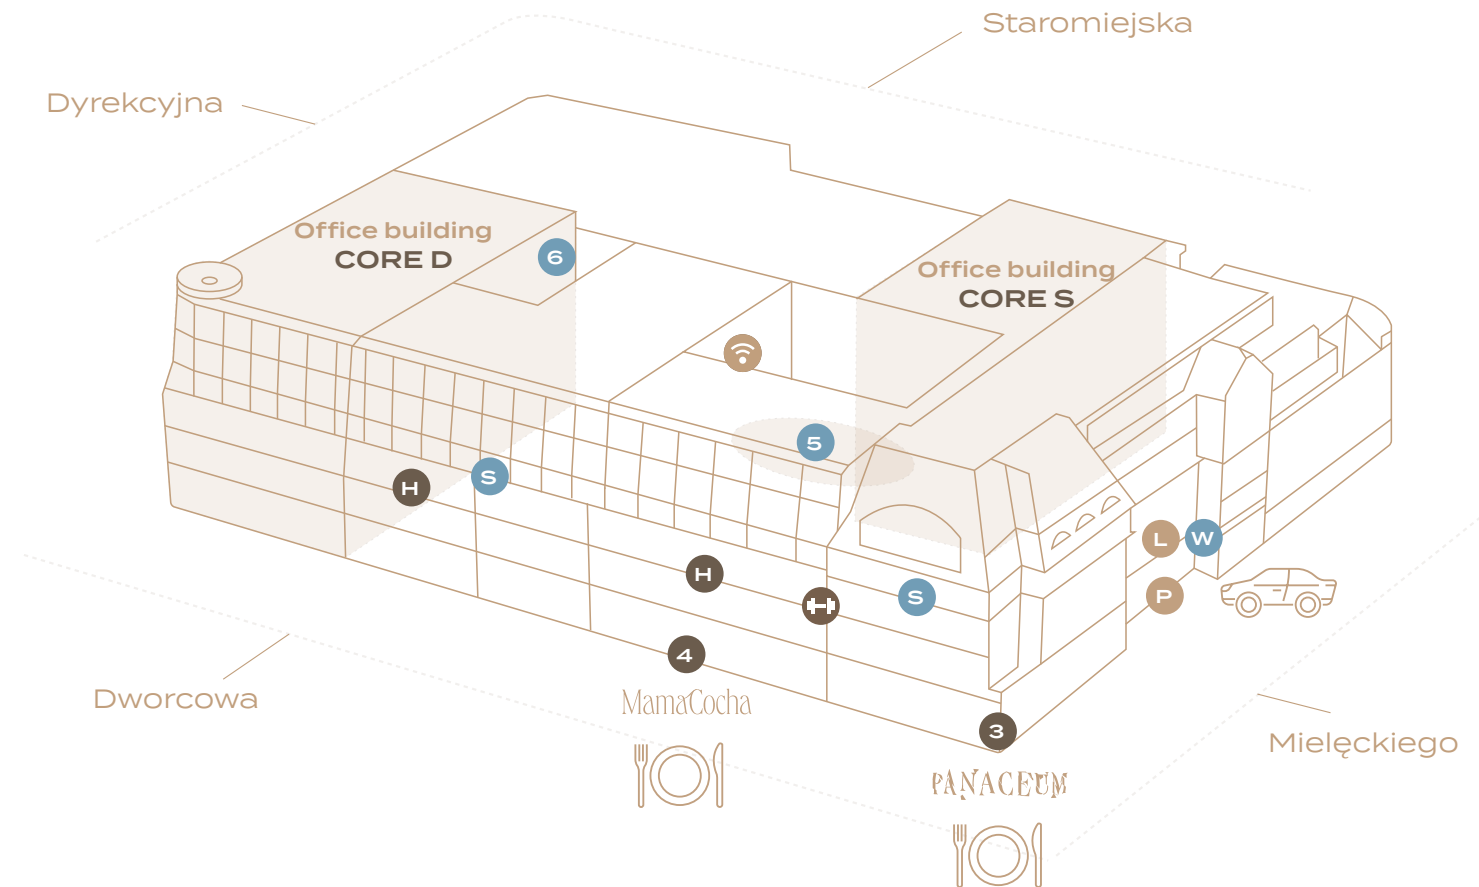 Staromiejska
Dyrekcyjna
Office building
CORE D
6
Office building
CORE S
5
S
H
L
W
H
S
P
4
MamaCocha
Dworcowa
3
Mielęckiego
PANACEUM